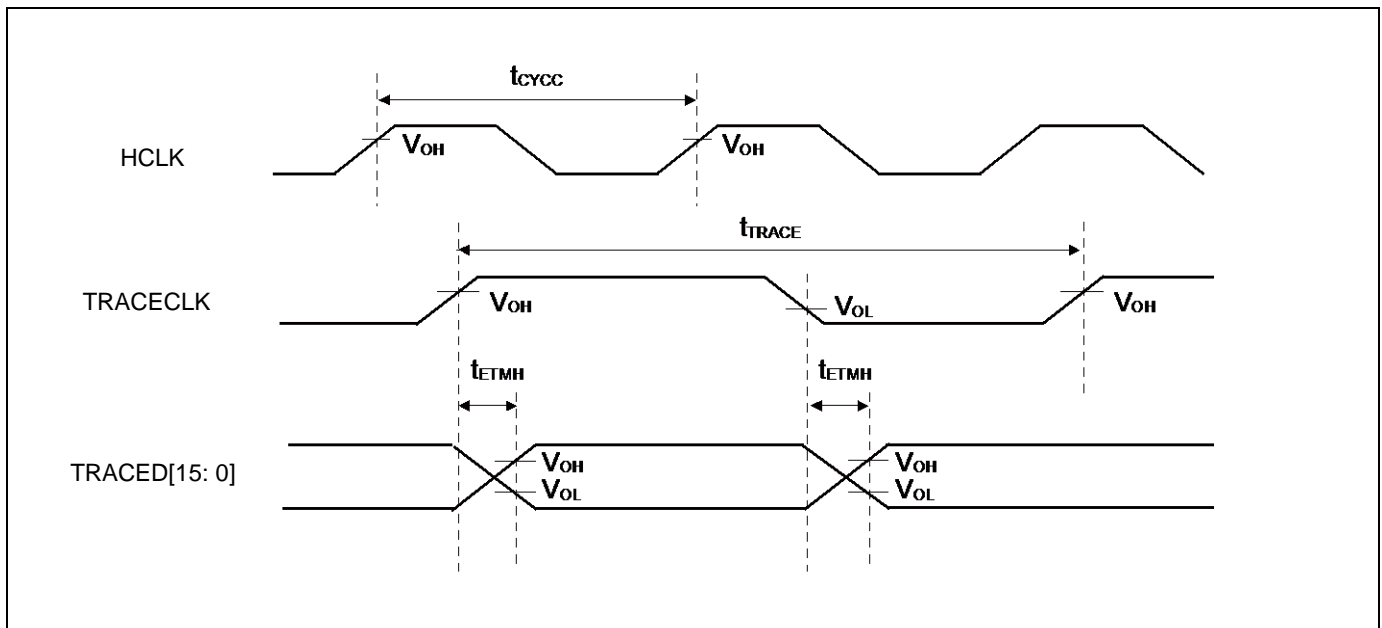 tCYCC
HCLK
VOH
VOH
tTRACE
TRACECLK
VOH
VOL
VOH
tETMH
tETMH
TRACED[15: 0]
VOH
VOL
VOH
VOL